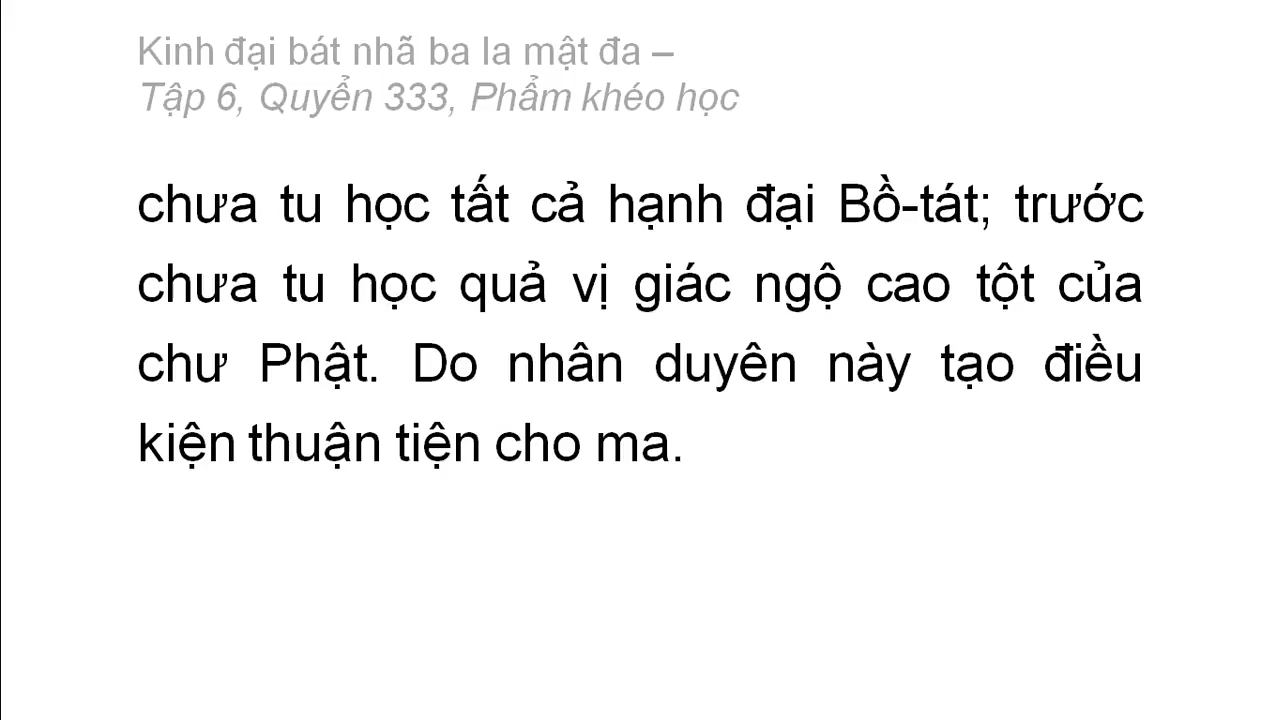 Kinh đại bát nhã ba la mật đa –
Tập 6, Quyển 333, Phẩm khéo học
chưa tu học tất cả hạnh đại Bồ-tát; trước
chưa tu học quả vị giác ngộ cao tột của
chư Phật. Do nhân duyên này tạo điều
kiện thuận tiện cho ma.